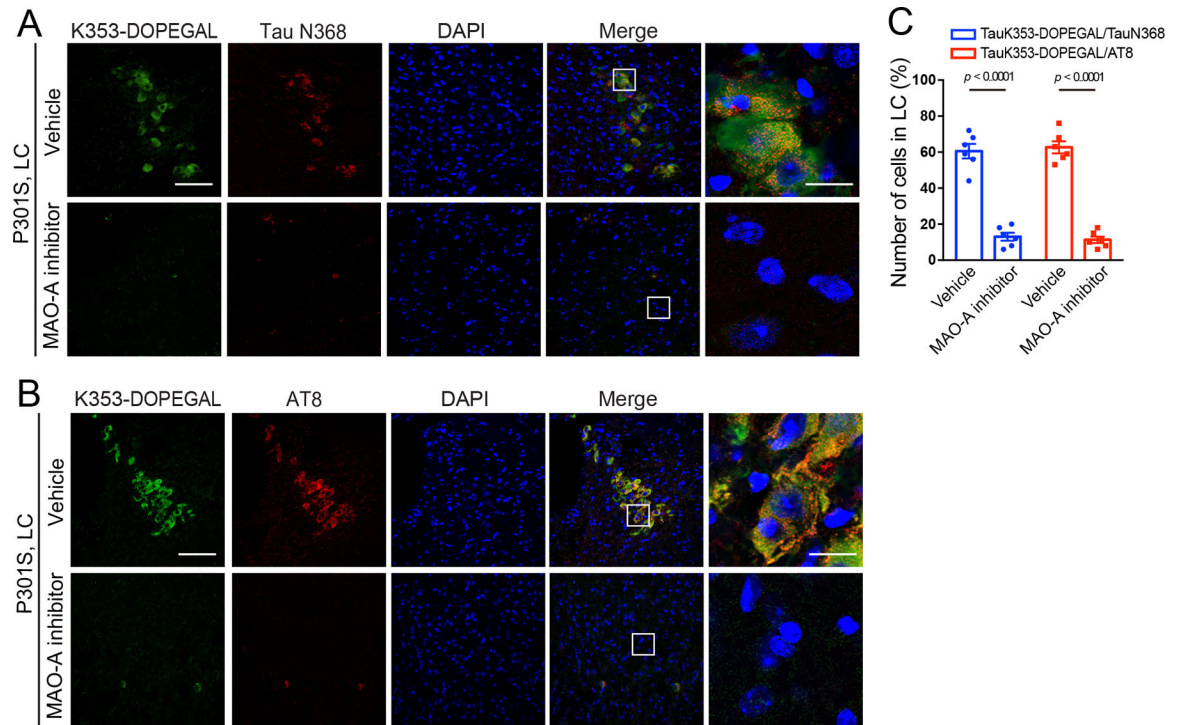 A
K353-DOPEGAL Tau N368 DAPI Merge
P301S, LC
Vehicle
MAO-A inhibitor
B
K353-DOPEGAL AT8 DAPI Merge
P301S, LC
Vehicle
MAO-A inhibitor
C
TauK353-DOPEGAL/TauN368
TauK353-DOPEGAL/AT8
p < 0.0001 p < 0.0001
Number of cells in LC (%)
100
80
60
40
20
0
Vehicle
MAO-A inhibitor
Vehicle
MAO-A inhibitor